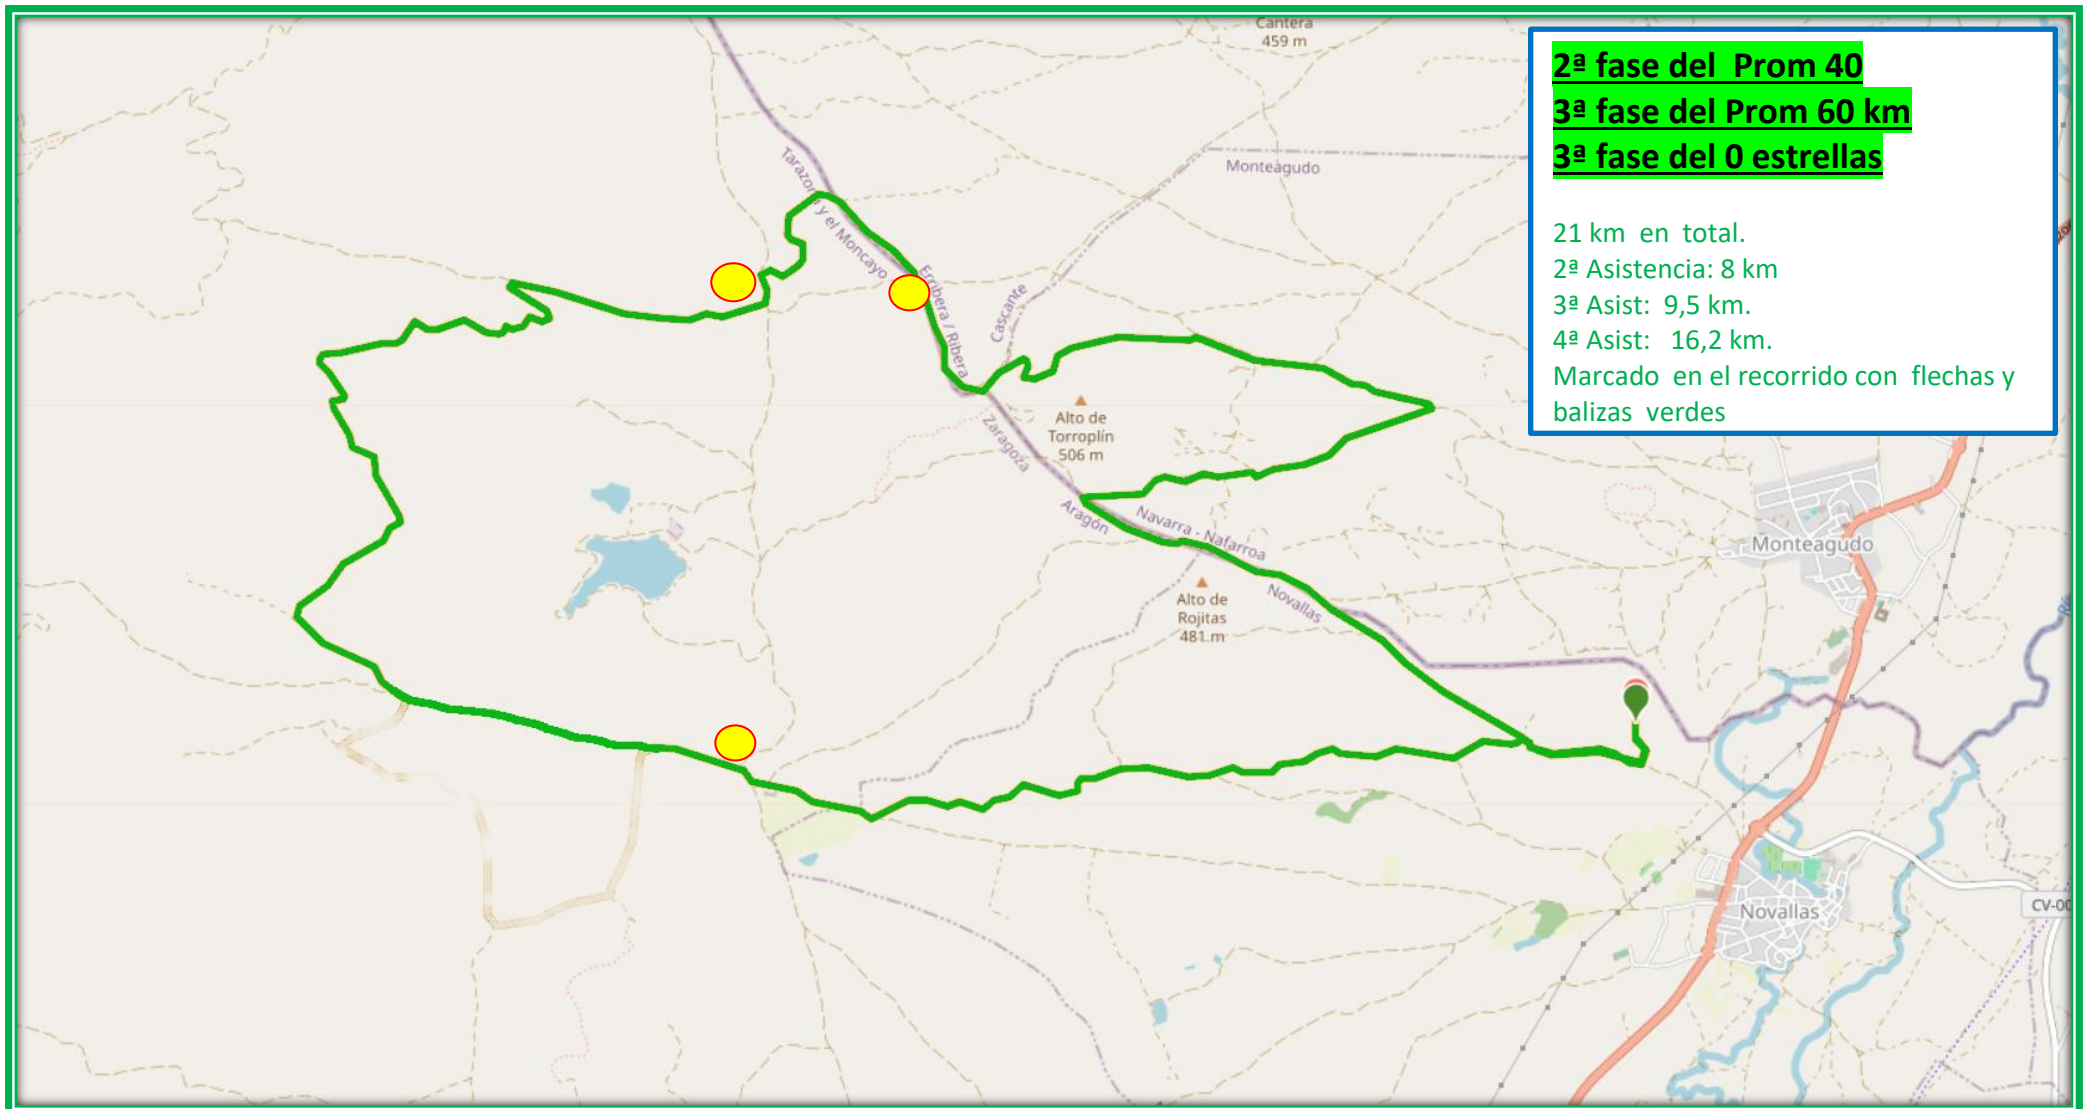 Cantera
459 m
2ª fase del Prom 40
3ª fase del Prom 60 km
3ª fase del 0 estrellas
21 km en total.
2ª Asistencia: 8 km
3ª Asist: 9,5 km.
4ª Asist: 16,2 km.
Marcado en el recorrido con flechas y
balizas verdes
Monteagudo
Tarazona y el Moncayo
Erribera / Ribera
Cascante
Alto de
Torroplín
506 m
Zaragoza
Aragón
Navarra - Nafarroa
Monteagudo
Alto de
Rojitas
481 m
Novallas
Novallas